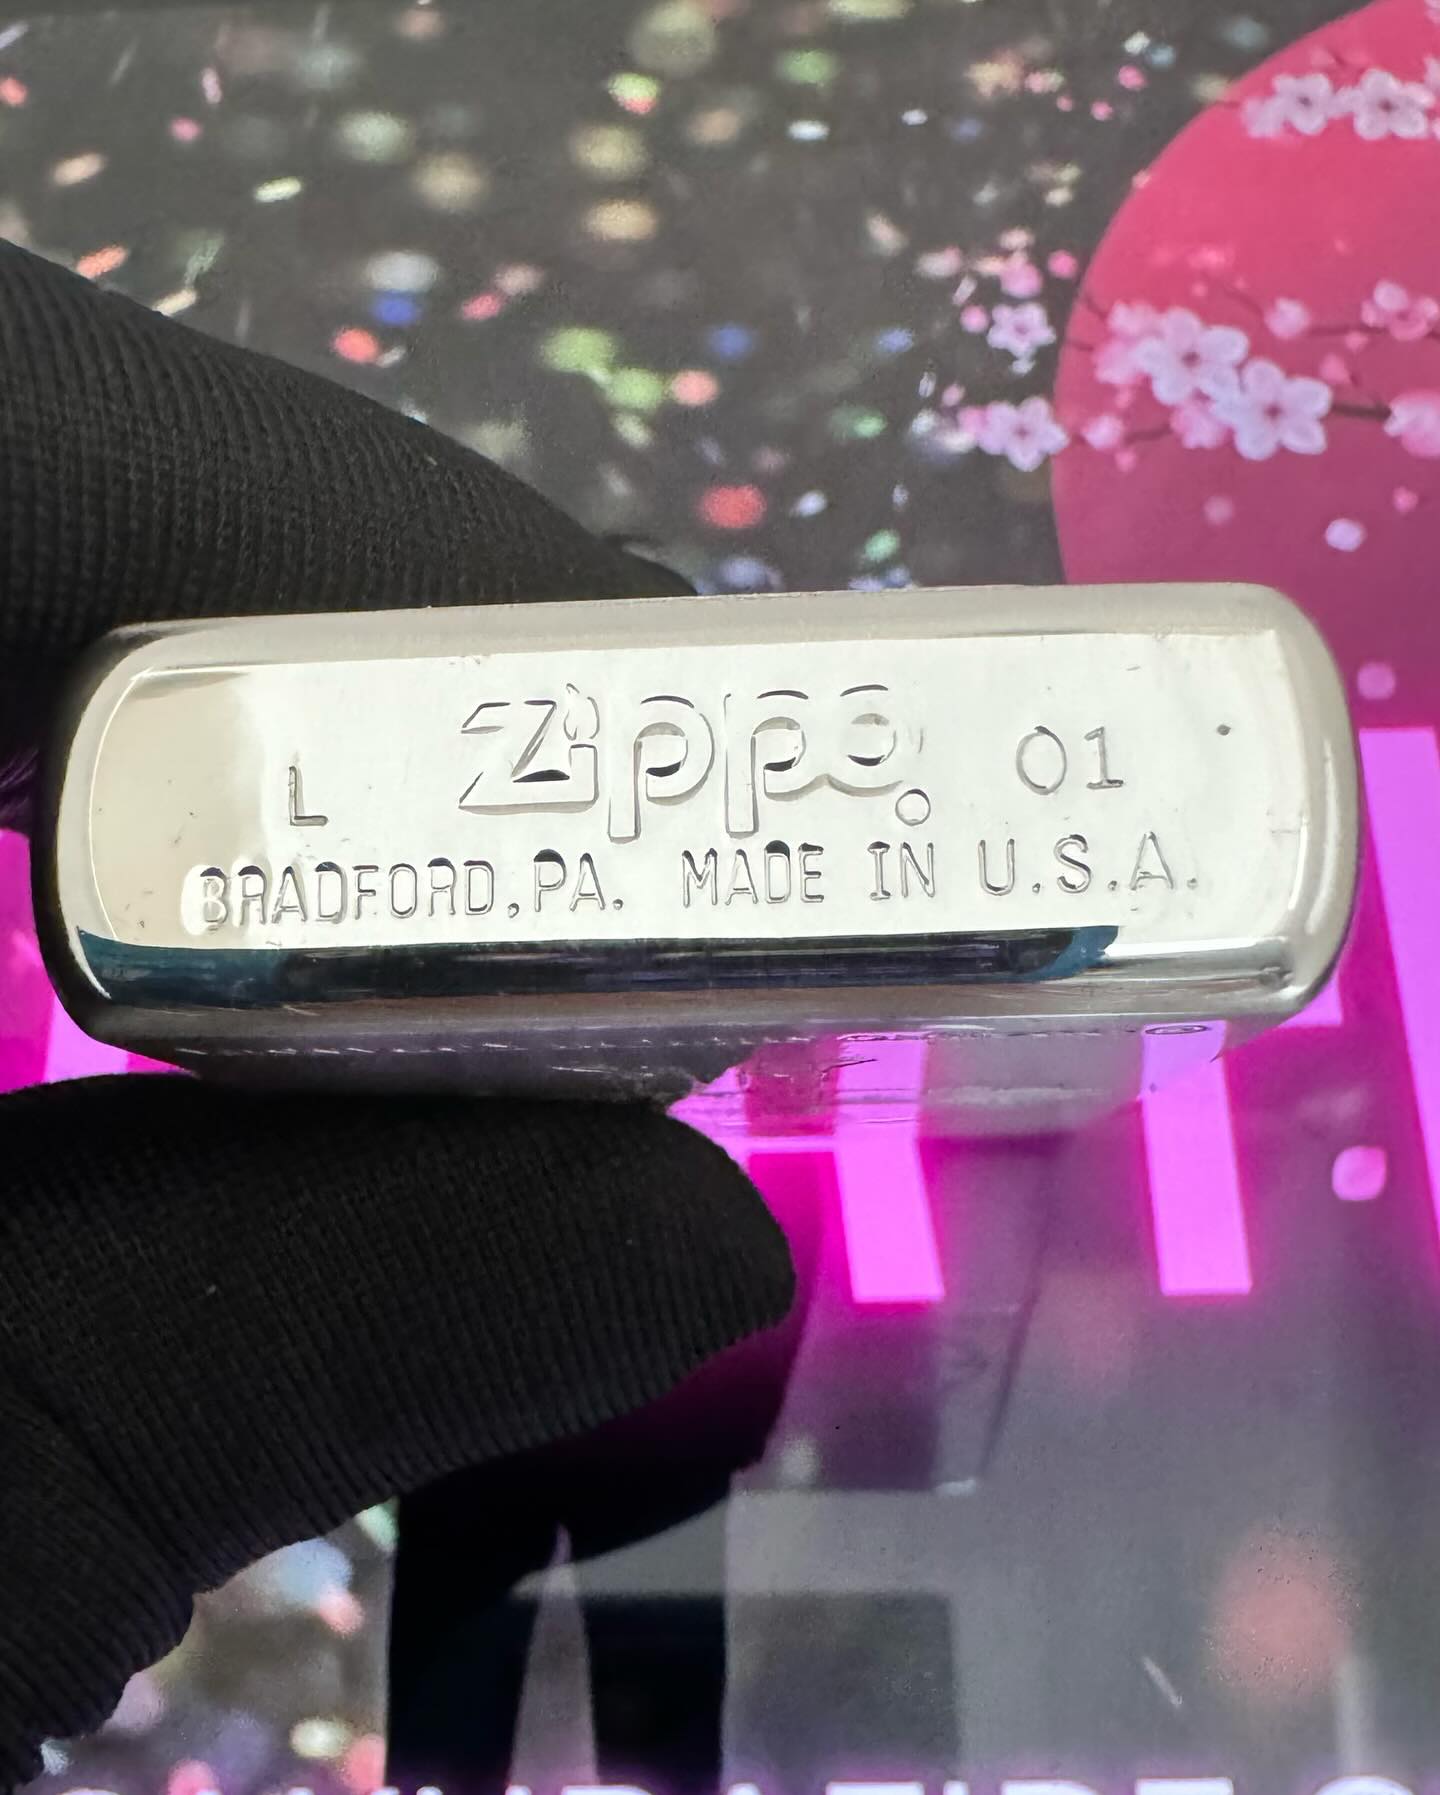 L Zippo 01
BRADFORD,PA. MADE IN U.S.A.